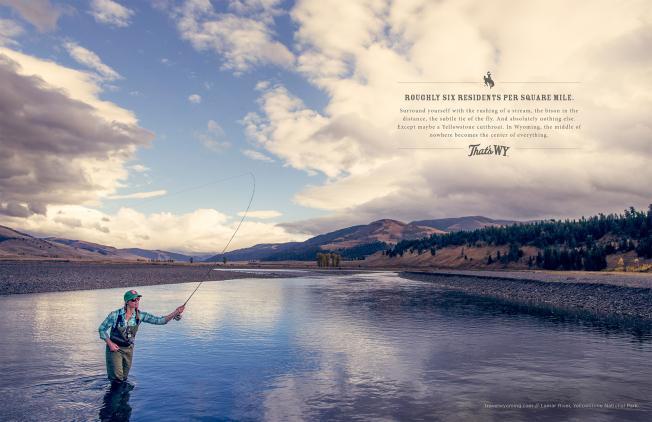 ROUGHLY SIX RESIDENTS PER SQUARE MILE.
Surround yourself with the rushing of a stream, the bison in the
distance, the subtle tie of the fly. And absolutely nothing else.
Except maybe a Yellowstone cutthroat. In Wyoming, the middle of
nowhere becomes the center of everything.
That's WY
travelwyoming.com // Lamar River, Yellowstone National Park